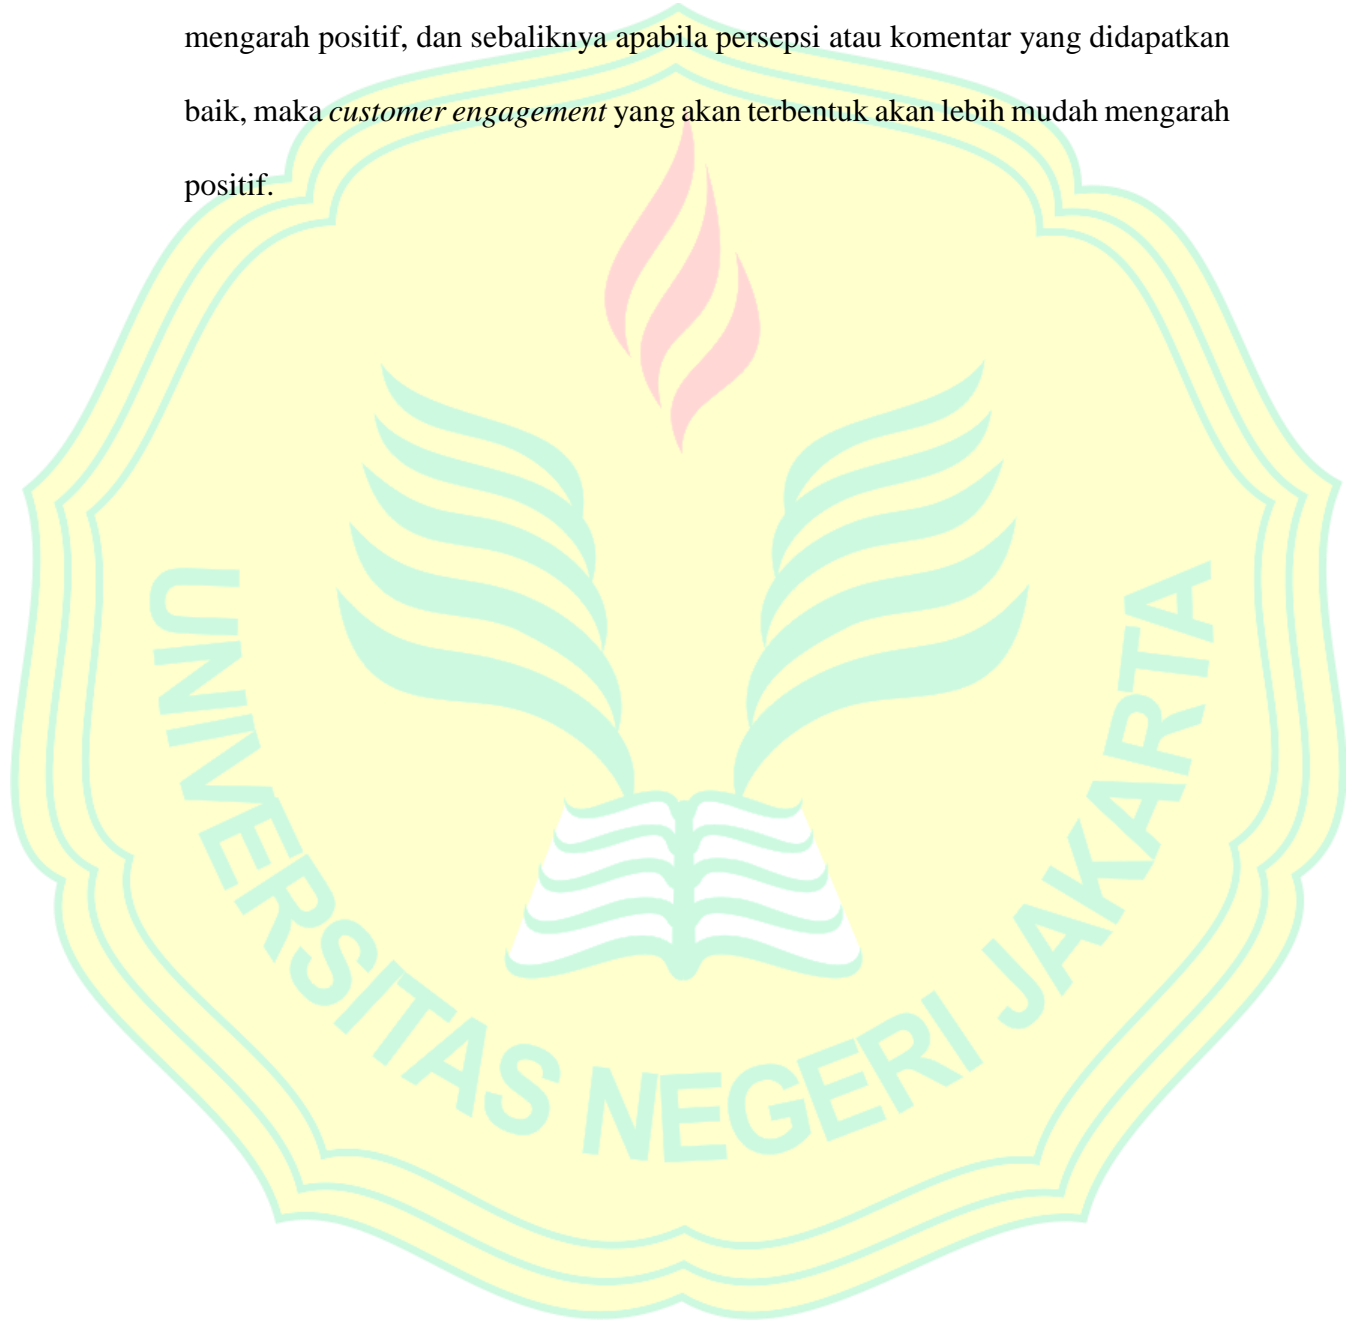 mengarah positif, dan sebaliknya apabila persepsi atau komentar yang didapatkan
baik, maka customer engagement yang akan terbentuk akan lebih mudah mengarah
positif.
UNIVERSITAS NEGERI JAKARTA